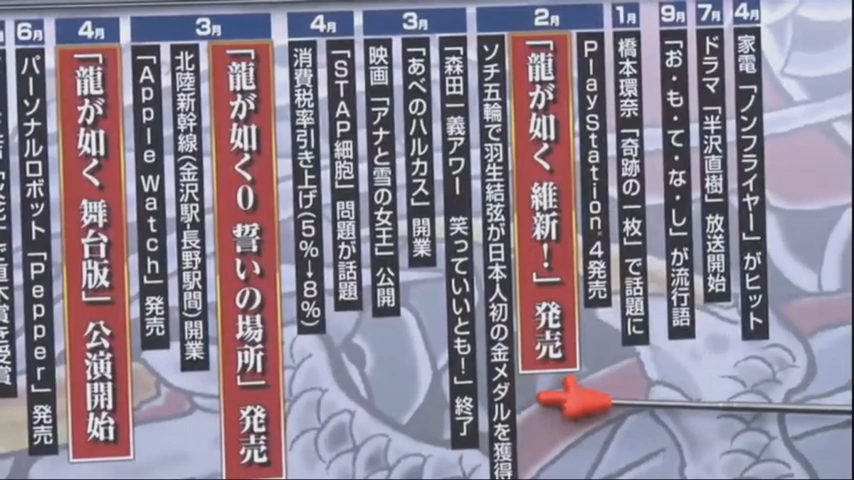 4月
家電「ノンフライヤー」がヒット
7月
ドラマ「半沢直樹」放送開始
9月
「お・も・て・な・し」が流行語
1月
橋本環奈「奇跡の一枚」で話題に
2月
PlayStation®4発売
「龍が如く 維新!」発売
ソチ五輪で羽生結弦が日本人初の金メダルを獲得
3月
「森田一義アワー 笑っていいとも!」終了
「あべのハルカス」開業
映画「アナと雪の女王」公開
4月
「STAP細胞」問題が話題
消費税率引き上げ(5%→8%)
3月
「龍が如く0 誓いの場所」発売
北陸新幹線(金沢駅-長野駅間)開業
「Apple Watch」発売
4月
「龍が如く 舞台版」公演開始
6月
パーソナルロボット「Pepper」発売
で直木賞を受賞